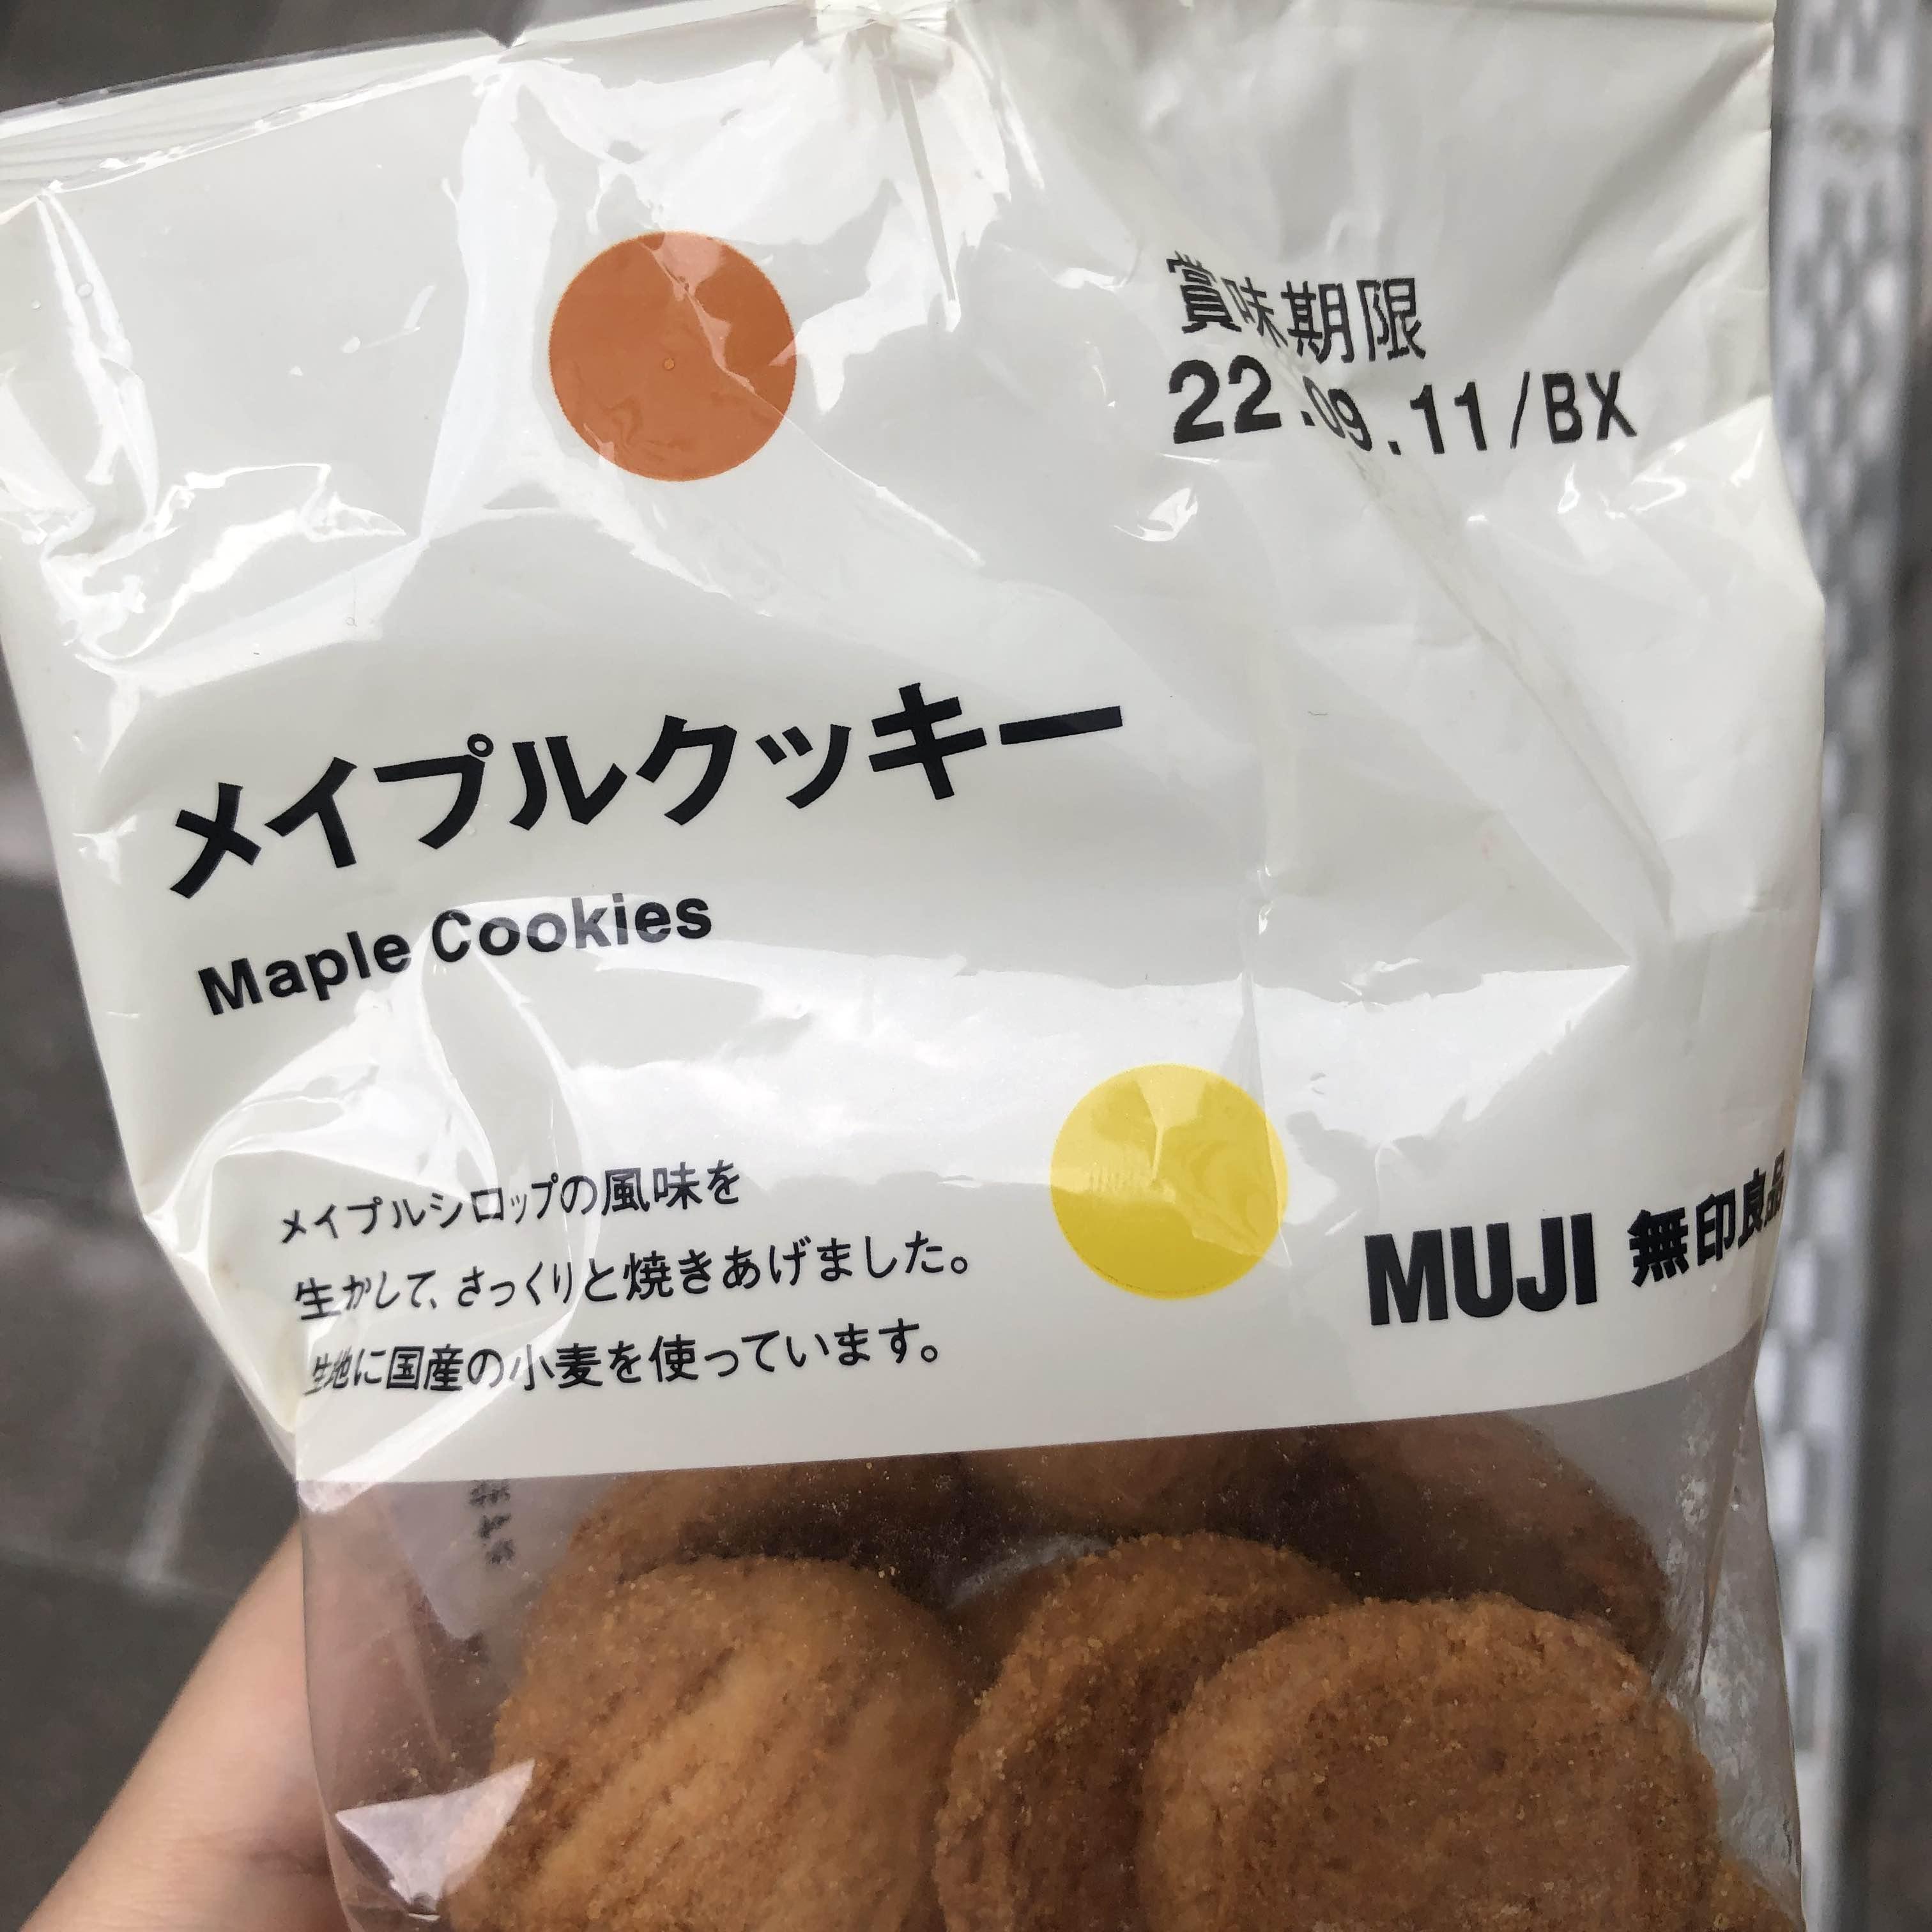 賞味期限
22.09.11/BX
メイプルクッキー
Maple Cookies
メイプルシロップの風味を
生かして、さっくりと焼きあげました。
生地に国産の小麦を使っています。
MUJI 無印良品